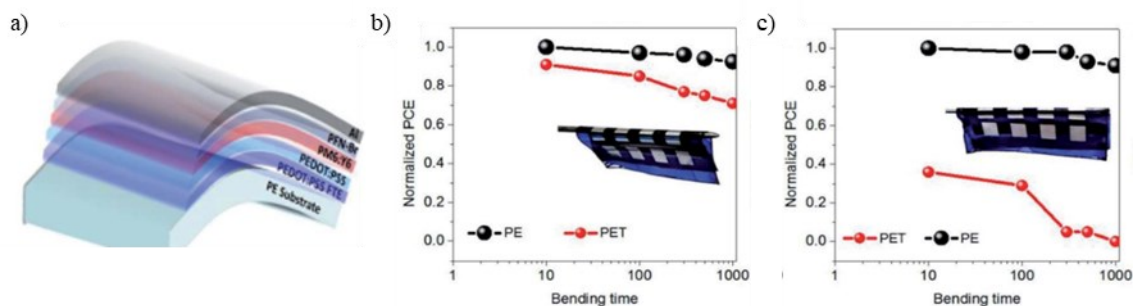 a)
Al
PFN-Br
PM6:Y6
PEDOT:PSS
PEDOT:PSS FTE
PE Substrate
b)
Normalized PCE
1.0
0.8
0.6
0.4
0.2
0.0
PE
PET
1
10
100
1000
Bending time
c)
Normalized PCE
1.0
0.8
0.6
0.4
0.2
0.0
PET
PE
1
10
100
1000
Bending time